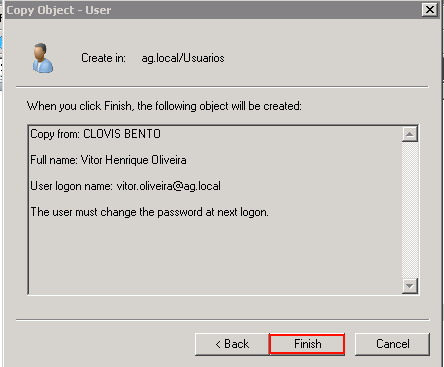 Copy Object - User
Create in: ag.local/Usuarios
When you click Finish, the following object will be created:
Copy from: CLOVIS BENTO
Full name: Vitor Henrique Oliveira
User logon name: vitor.oliveira@ag.local
The user must change the password at next logon.
< Back Finish Cancel